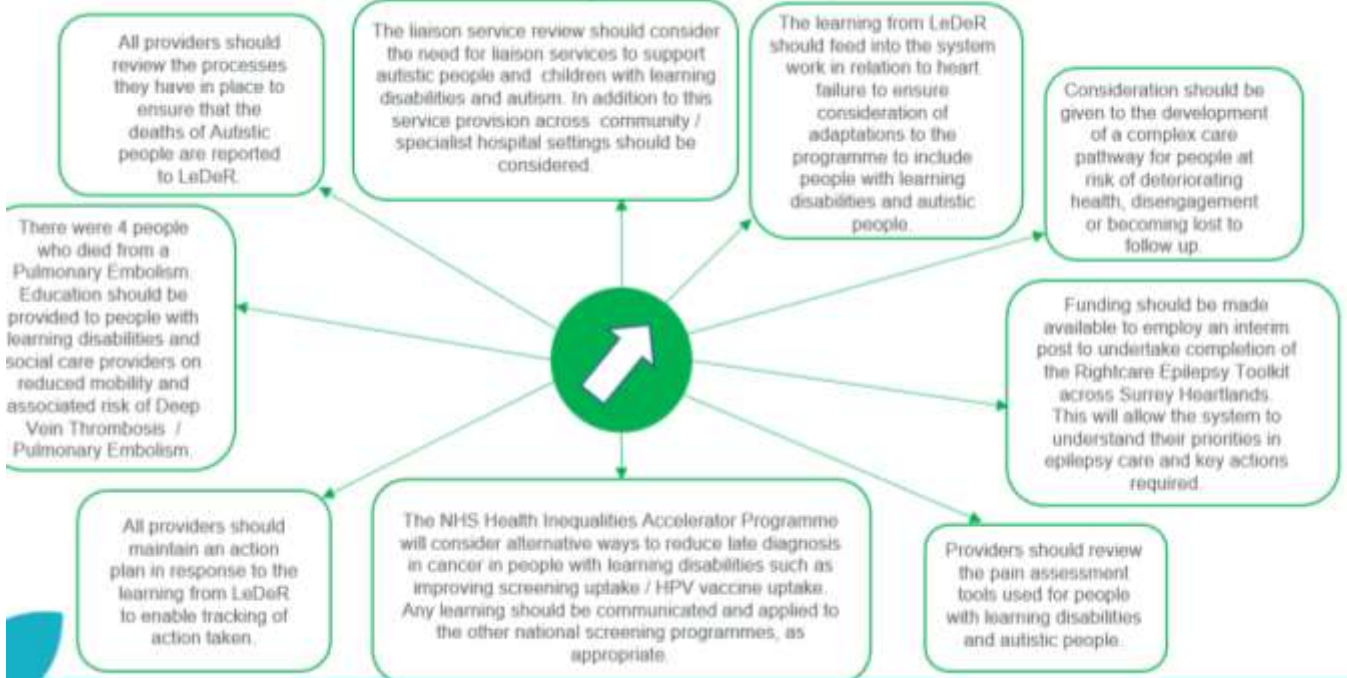 All providers should
review the processes
they have in place to
ensure that the
deaths of Autistic
people are reported
to LeDeR.
The liaison service review should consider
the need for liaison services to support
autistic people and children with learning
disabilities and autism. In addition to this
service provision across community /
specialist hospital settings should be
considered.
The learning from LeDeR
should feed into the system
work in relation to heart
failure to ensure
consideration of
adaptations to the
programme to include
people with learning
disabilities and autistic
people.
Consideration should be
given to the development
of a complex care
pathway for people at
risk of deteriorating
health, disengagement
or becoming lost to
follow up.
There were 4 people
who died from a
Pulmonary Embolism.
Education should be
provided to people with
learning disabilities and
social care providers on
reduced mobility and
associated risk of Deep
Vein Thrombosis /
Pulmonary Embolism.
Funding should be made
available to employ an interim
post to undertake completion of
the Rightcare Epilepsy Toolkit
across Surrey Heartlands.
This will allow the system to
understand their priorities in
epilepsy care and key actions
required.
All providers should
maintain an action
plan in response to the
learning from LeDeR
to enable tracking of
action taken.
The NHS Health Inequalities Accelerator Programme
will consider alternative ways to reduce late diagnosis
in cancer in people with learning disabilities such as
improving screening uptake / HPV vaccine uptake.
Any learning should be communicated and applied to
the other national screening programmes, as
appropriate.
Providers should review
the pain assessment
tools used for people
with learning disabilities
and autistic people.